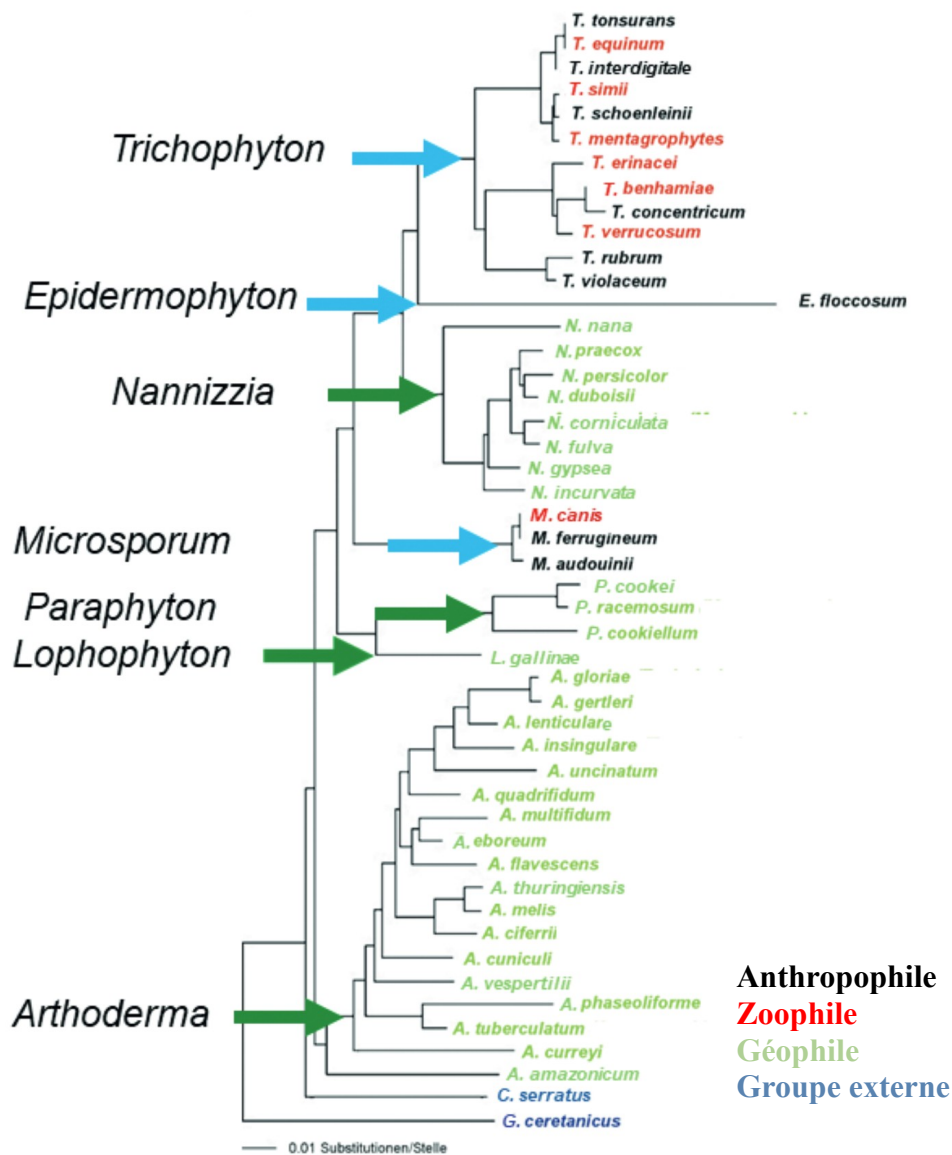 T. tonsurans
T. equinum
T. interdigitale
T. simii
T. schoenleinii
Trichophyton
T. mentagrophytes
T. erinacei
T. benhamiae
T. concentricum
T. verrucosum
T. rubrum
T. violaceum
Epidermophyton
E. floccosum
N. nana
N. praecox
N. persicolor
Nannizzia
N. duboisii
N. corniculata
N. fulva
N. gypsea
N. incurvata
M. canis
Microsporum
M. ferrugineum
M. audouinii
P. cookei
Paraphyton
P. racemosum
P. cookiellum
Lophophyton
L. gallinae
A. gloriae
A. gertleri
A. lenticulare
A. insingulare
A. uncinatum
A. quadrifidum
A. multifidum
A. eboreum
A. flavescens
A. thuringiensis
A. melis
A. ciferrii
A. cuniculi
A. vespertilii
A. phaseoliforme
Arthoderma
A. tuberculatum
A. curreyi
A. amazonicum
C. serratus
G. ceretanicus
Anthropophile
Zoophile
Géophile
Groupe externe
0.01 Substitutionen/Stelle